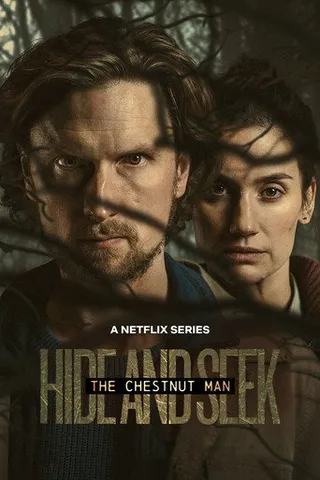 A NETFLIX SERIES
HIDE AND SEEK
THE CHESTNUT MAN